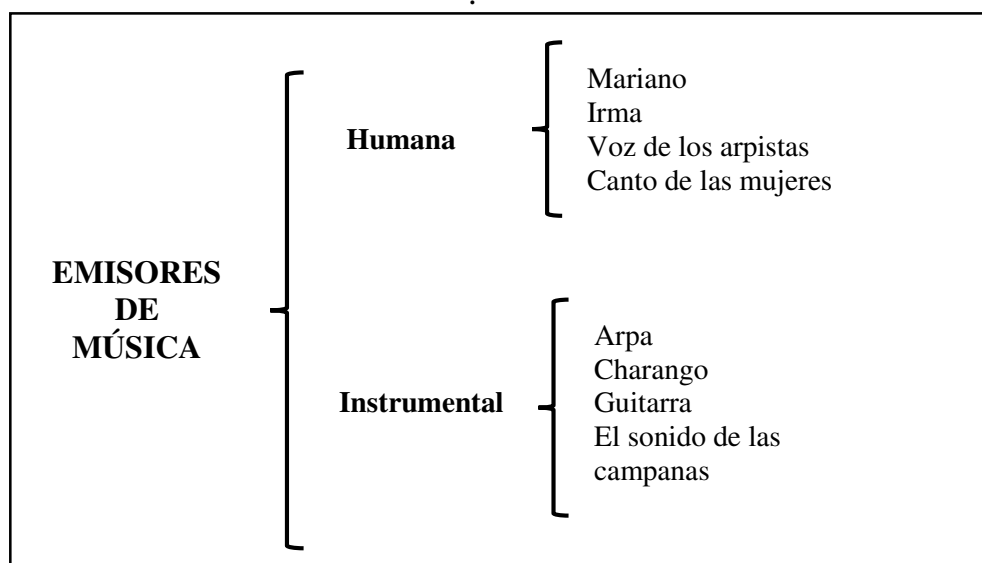 EMISORES
DE
MÚSICA
Humana
Mariano
Irma
Voz de los arpistas
Canto de las mujeres
Instrumental
Arpa
Charango
Guitarra
El sonido de las
campanas